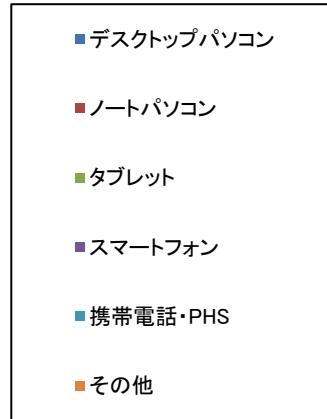 デスクトップパソコン
ノートパソコン
タブレット
スマートフォン
携帯電話・PHS
その他